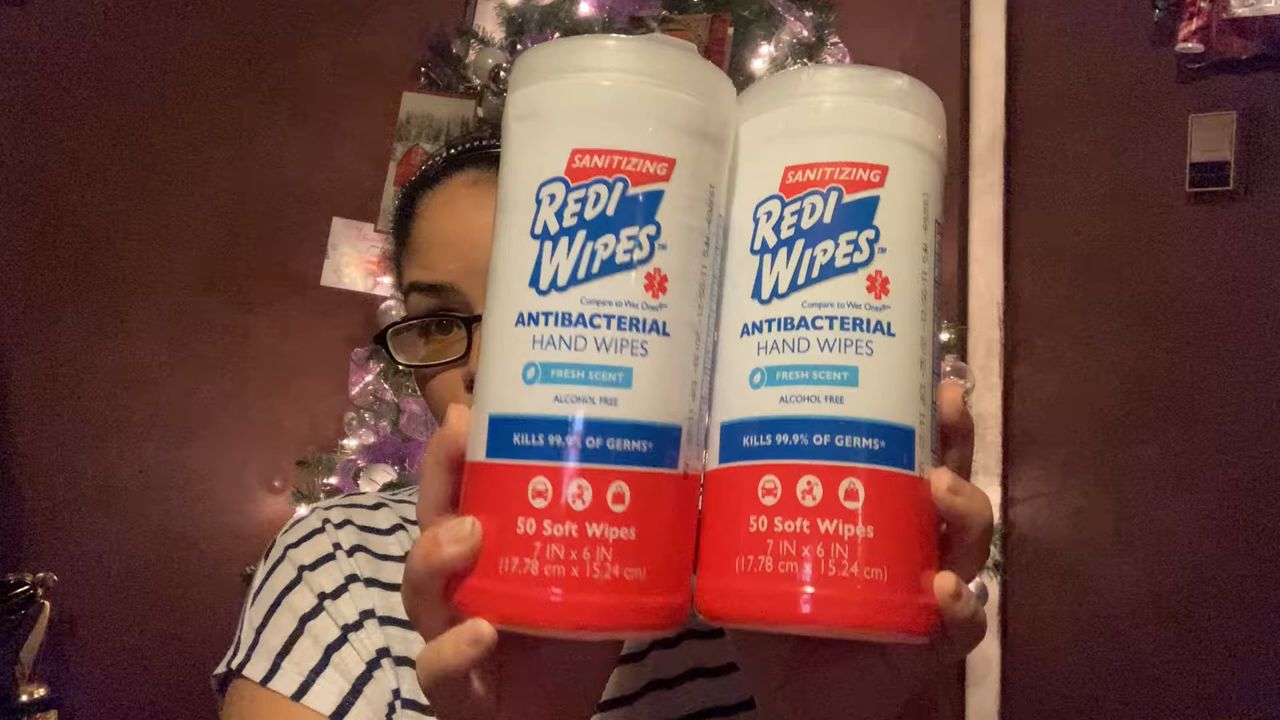 SANITIZING
REDI
WIPES™
Compare to Wet Ones®*
ANTIBACTERIAL
HAND WIPES
FRESH SCENT
ALCOHOL FREE
KILLS 99.9% OF GERMS*
50 Soft Wipes
7 IN x 6 IN
(17.78 cm x 15.24 cm)
SANITIZING
REDI
WIPES™
Compare to Wet Ones®*
ANTIBACTERIAL
HAND WIPES
FRESH SCENT
ALCOHOL FREE
KILLS 99.9% OF GERMS*
50 Soft Wipes
7 IN x 6 IN
(17.78 cm x 15.24 cm)